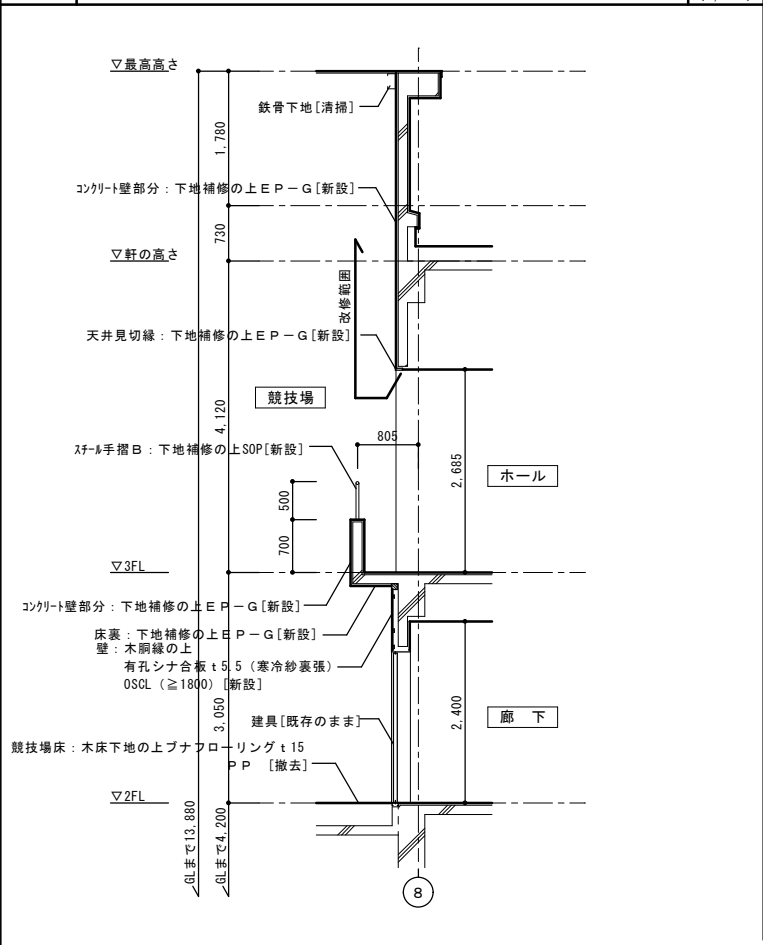 ▽最高高さ
鉄骨下地[清掃]
1,780
コンクリート壁部分：下地補修の上ＥＰ－Ｇ[新設]
730
▽軒の高さ
改修範囲
天井見切縁：下地補修の上ＥＰ－Ｇ[新設]
競技場
4,120
805
スチール手摺Ｂ：下地補修の上SOP[新設]
2,685
ホール
500
700
▽3FL
コンクリート壁部分：下地補修の上ＥＰ－Ｇ[新設]
床裏：下地補修の上ＥＰ－Ｇ[新設]
壁：木胴縁の上
有孔シナ合板ｔ5.5（寒冷紗裏張）
OSCL（≧1800）[新設]
3,050
2,400
建具[既存のまま]
廊　下
競技場床：木床下地の上ブナフローリングｔ15
ＰＰ　[撤去]
▽2FL
GLまで13,880
GLまで4,200
8